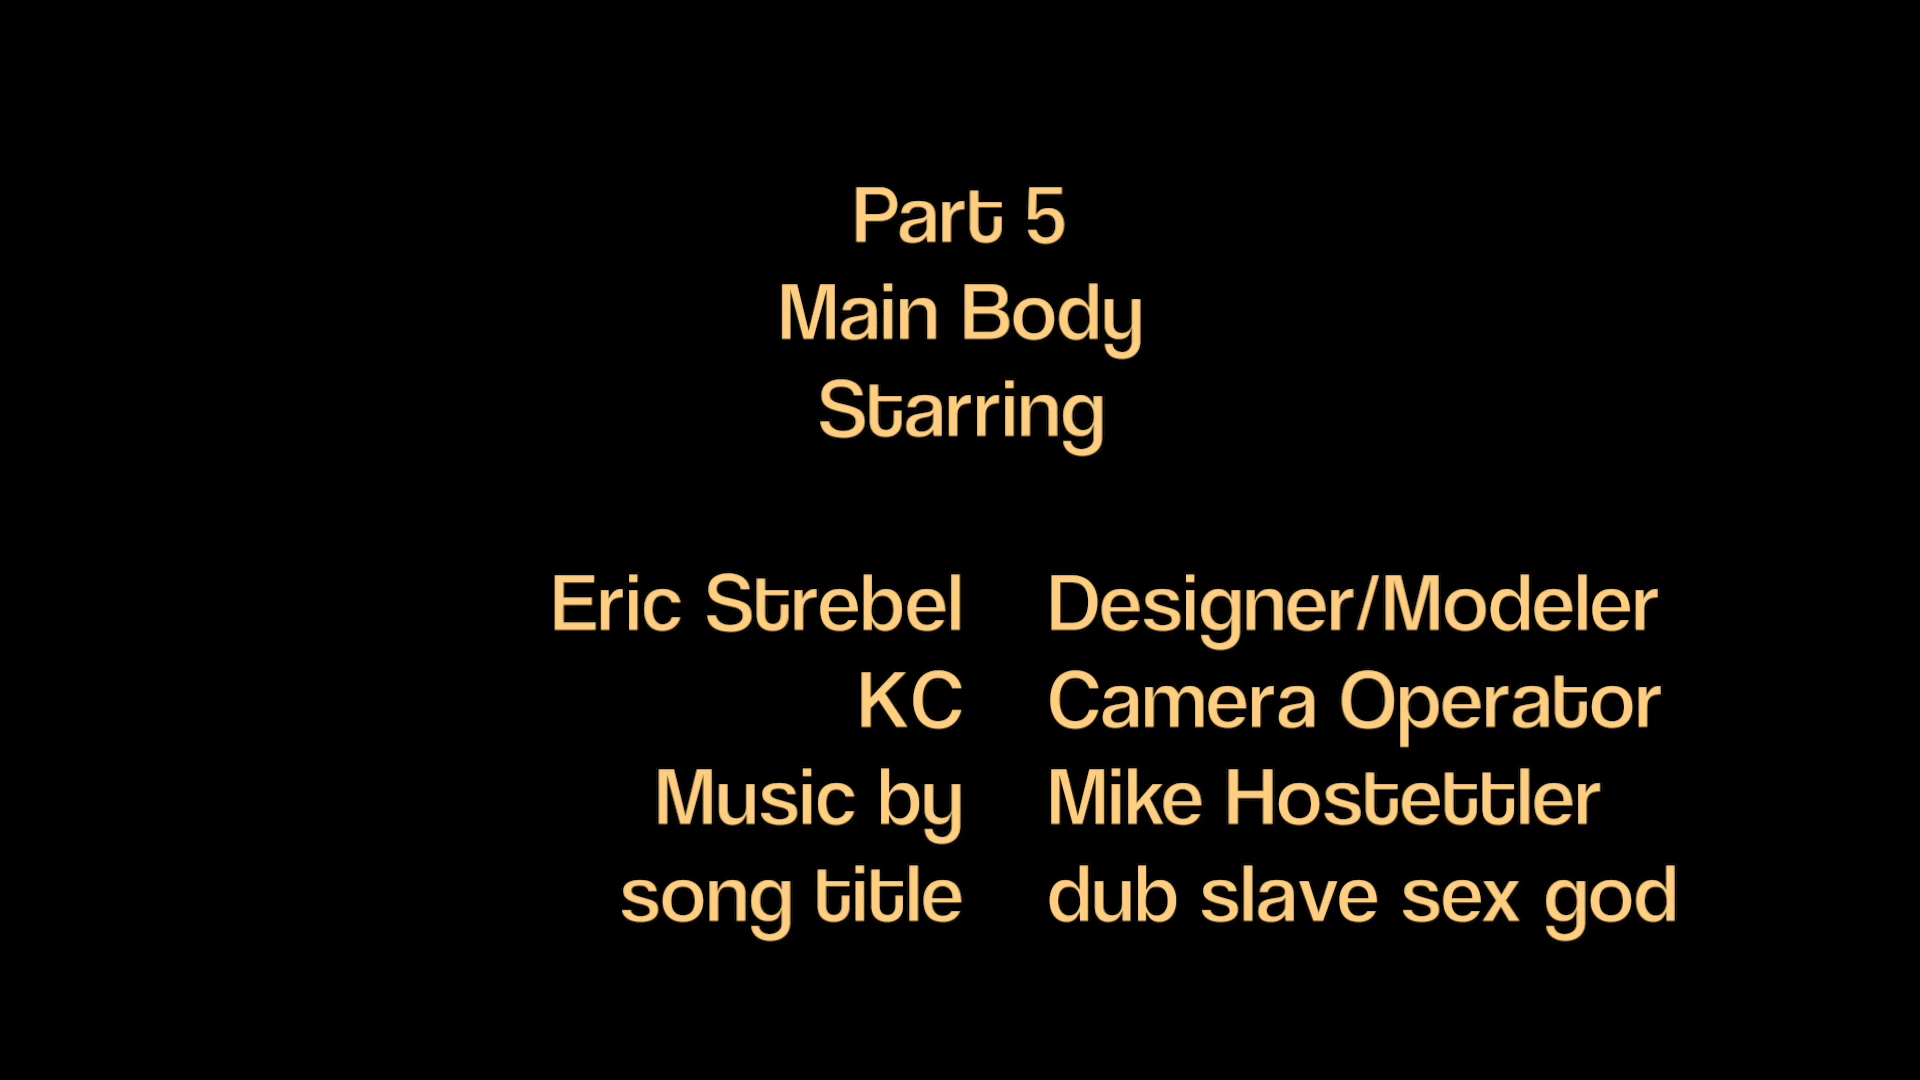 Part 5
Main Body
Starring
Eric Strebel Designer/Modeler
KC Camera Operator
Music by Mike Hostettler
song title dub slave sex god